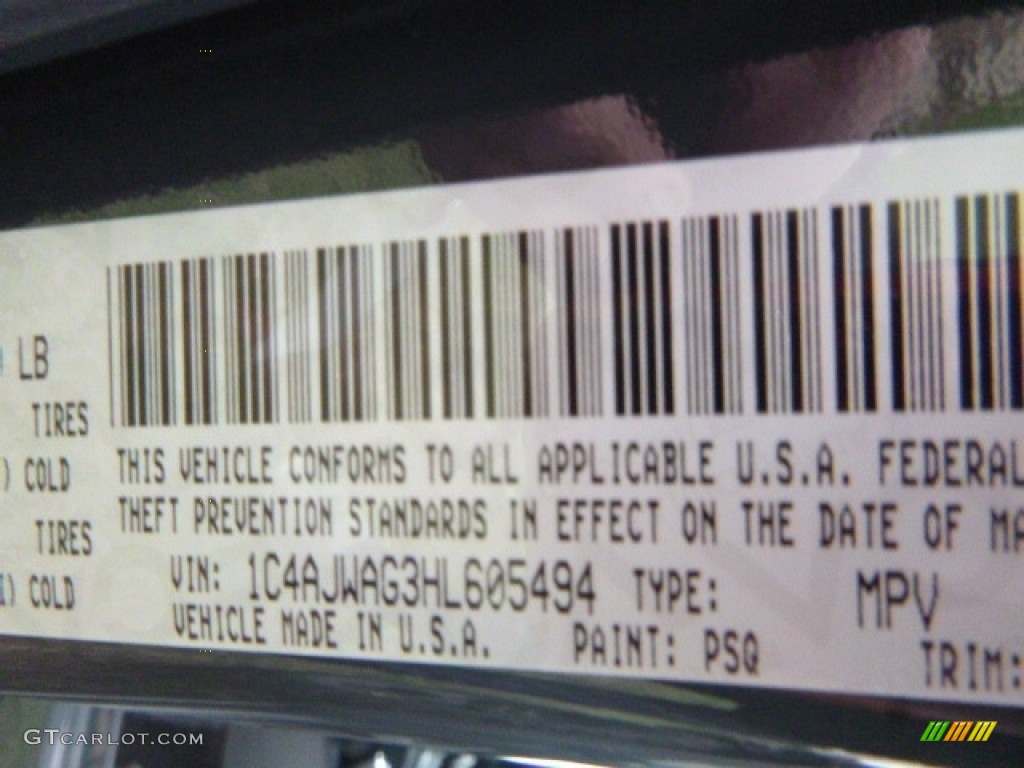 LB
TIRES
) COLD
TIRES
) COLD
THIS VEHICLE CONFORMS TO ALL APPLICABLE U.S.A. FEDERAL
THEFT PREVENTION STANDARDS IN EFFECT ON THE DATE OF MA
VIN: 1C4AJWAG3HL605494 TYPE: MPV
VEHICLE MADE IN U.S.A. PAINT: PSQ TRIM:
GTCARLOT.COM